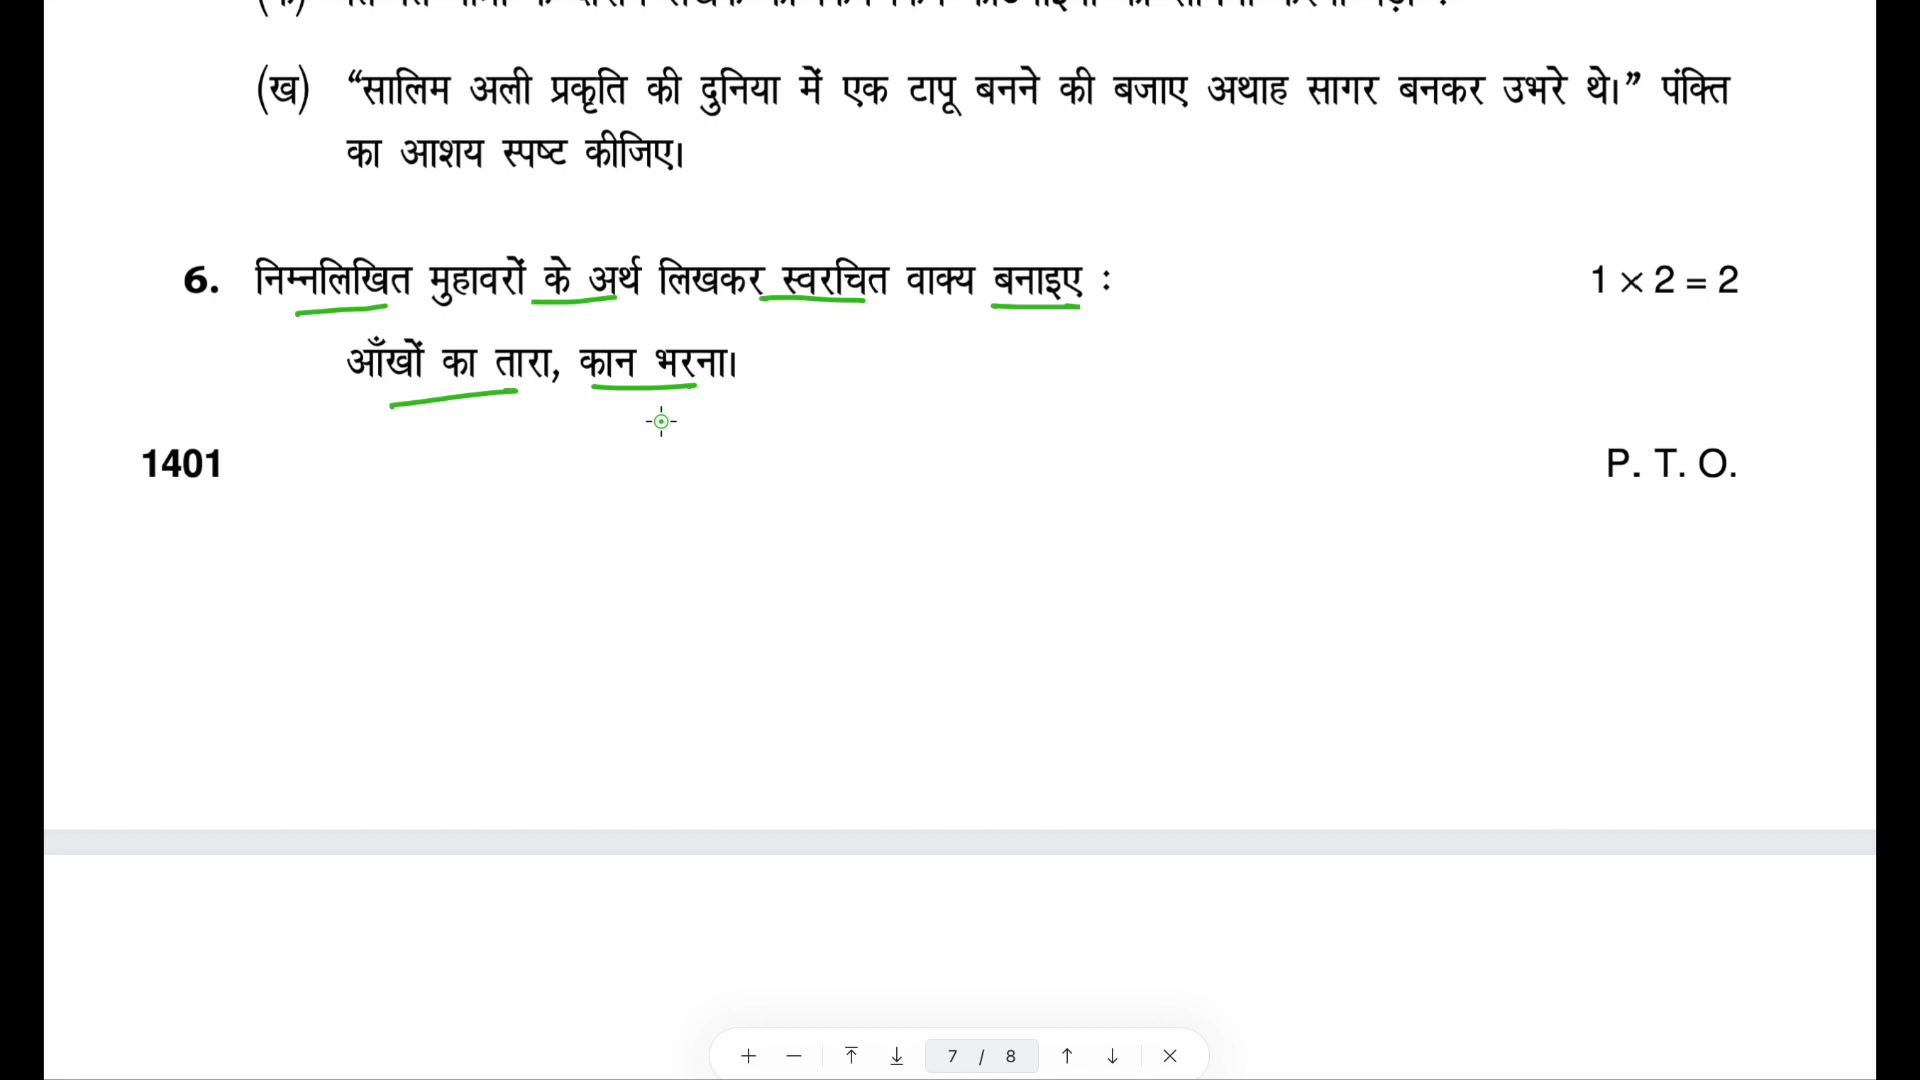 (ख) “सालिम अली प्रकृति की दुनिया में एक टापू बनने की बजाए अथाह सागर बनकर उभरे थे।” पंक्ति
का आशय स्पष्ट कीजिए।
6. निम्नलिखित मुहावरों के अर्थ लिखकर स्वरचित वाक्य बनाइए : 1 × 2 = 2
आँखों का तारा, कान भरना।
1401 P. T. O.
7 / 8